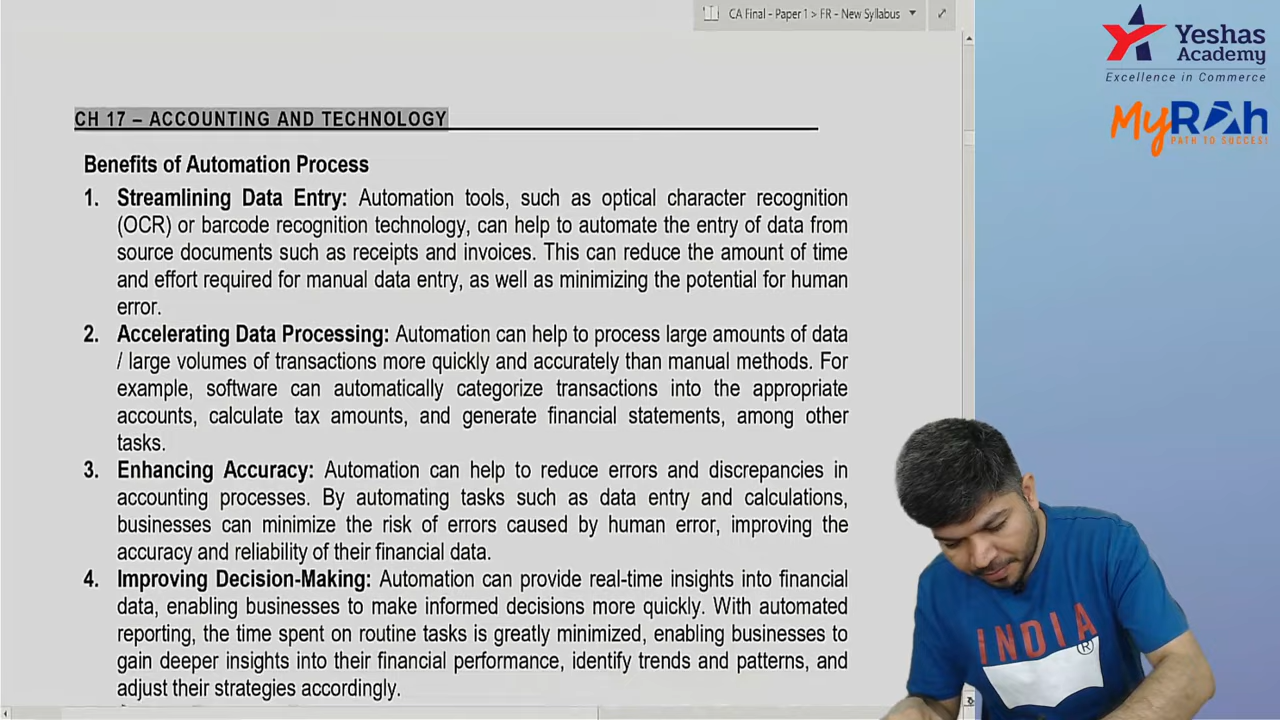 CA Final - Paper 1 > FR - New Syllabus
Yeshas
Academy
Excellence in Commerce
MyRAh
PATH TO SUCCESS
CH 17 – ACCOUNTING AND TECHNOLOGY
Benefits of Automation Process
1. Streamlining Data Entry: Automation tools, such as optical character recognition
(OCR) or barcode recognition technology, can help to automate the entry of data from
source documents such as receipts and invoices. This can reduce the amount of time
and effort required for manual data entry, as well as minimizing the potential for human
error.
2. Accelerating Data Processing: Automation can help to process large amounts of data
/ large volumes of transactions more quickly and accurately than manual methods. For
example, software can automatically categorize transactions into the appropriate
accounts, calculate tax amounts, and generate financial statements, among other
tasks.
3. Enhancing Accuracy: Automation can help to reduce errors and discrepancies in
accounting processes. By automating tasks such as data entry and calculations,
businesses can minimize the risk of errors caused by human error, improving the
accuracy and reliability of their financial data.
4. Improving Decision-Making: Automation can provide real-time insights into financial
data, enabling businesses to make informed decisions more quickly. With automated
reporting, the time spent on routine tasks is greatly minimized, enabling businesses to
gain deeper insights into their financial performance, identify trends and patterns, and
adjust their strategies accordingly.
INDIA
®